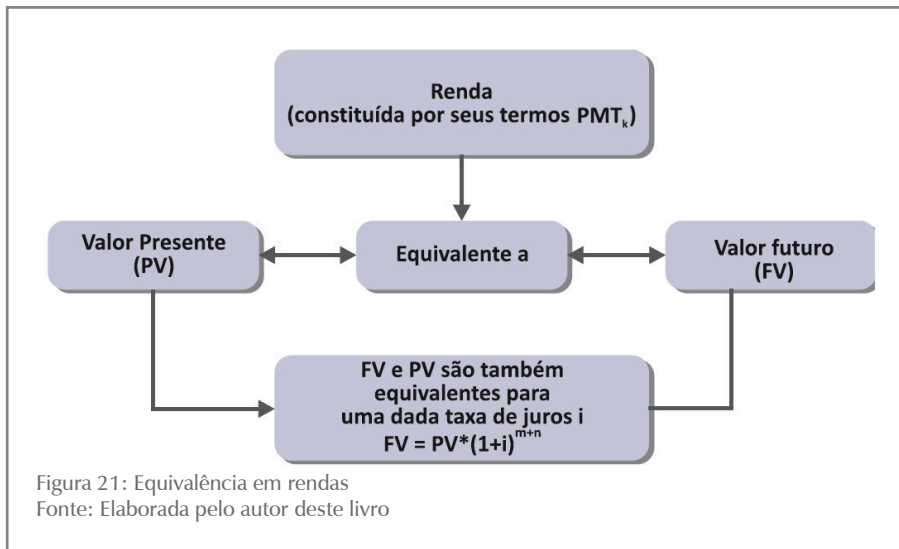 Renda
(constituída por seus termos PMTₖ)
Valor Presente
(PV)
Equivalente a
Valor futuro
(FV)
FV e PV são também
equivalentes para
uma dada taxa de juros i
FV = PV*(1+i)^m+n
Figura 21: Equivalência em rendas
Fonte: Elaborada pelo autor deste livro